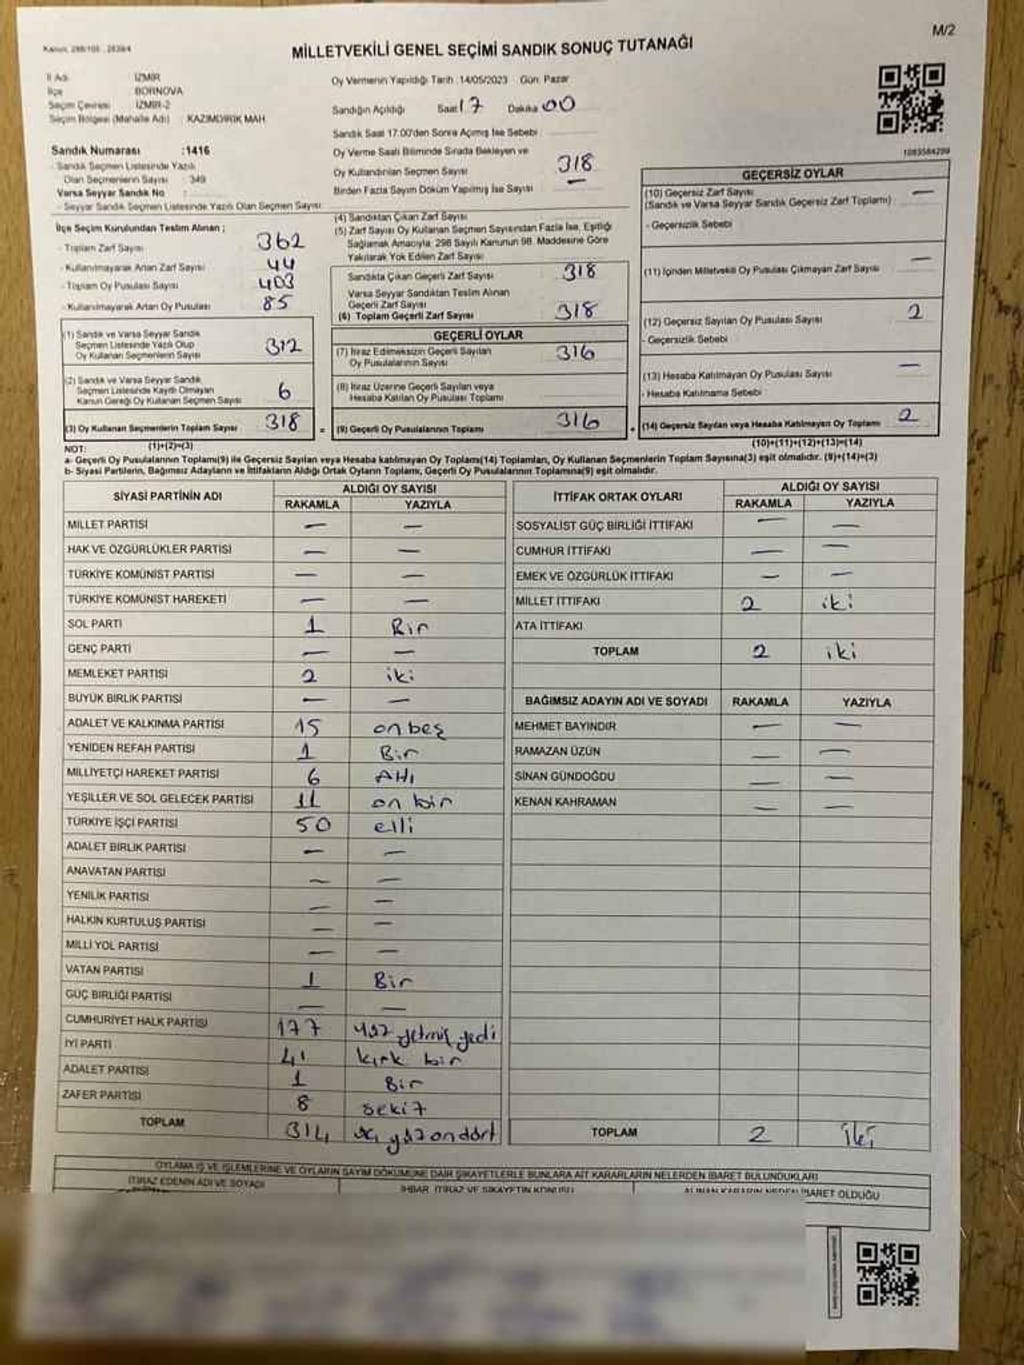 M/2
Kanun: 298/105 , 2839/4
MİLLETVEKİLİ GENEL SEÇİMİ SANDIK SONUÇ TUTANAĞI
İl Adı : İZMİR
İlçe : BORNOVA
Seçim Çevresi : İZMİR-2
Seçim Bölgesi (Mahalle Adı) : KAZIMDİRİK MAH.
Sandık Numarası :1416
- Sandık Seçmen Listesinde Yazılı
Olan Seçmenlerin Sayısı : 349
Varsa Seyyar Sandık No :
- Seyyar Sandık Seçmen Listesinde Yazılı Olan Seçmen Sayısı:
Oy Vermenin Yapıldığı Tarih :14/05/2023 Gün: Pazar
Sandığın Açıldığı Saat 17 Dakika 00
Sandık Saat 17:00'den Sonra Açılmış İse Sebebi :
Oy Verme Saati Bitiminde Sırada Bekleyen ve
Oy Kullandırılan Seçmen Sayısı : 318
Birden Fazla Sayım Döküm Yapılmış İse Sayısı : —
1083584299
İlçe Seçim Kurulundan Teslim Alınan ;
- Toplam Zarf Sayısı : 362
- Kullanılmayarak Artan Zarf Sayısı : 44
- Toplam Oy Pusulası Sayısı : 403
- Kullanılmayarak Artan Oy Pusulası : 85
(1) Sandık ve Varsa Seyyar Sandık
Seçmen Listesinde Yazılı Olup
Oy Kullanan Seçmenlerin Sayısı 312
(2) Sandık ve Varsa Seyyar Sandık
Seçmen Listesinde Kayıtlı Olmayan
Kanun Gereği Oy Kullanan Seçmen Sayısı 6
(3) Oy Kullanan Seçmenlerin Toplam Sayısı 318
(1)+(2)=(3)
(4) Sandıktan Çıkan Zarf Sayısı :
(5) Zarf Sayısı Oy Kullanan Seçmen Sayısından Fazla İse, Eşitliği
Sağlamak Amacıyla; 298 Sayılı Kanunun 98. Maddesine Göre
Yakılarak Yok Edilen Zarf Sayısı :
Sandıkta Çıkan Geçerli Zarf Sayısı : 318
Varsa Seyyar Sandıktan Teslim Alınan
Geçerli Zarf Sayısı :
(6) Toplam Geçerli Zarf Sayısı : 318
GEÇERLİ OYLAR
(7) İtiraz Edilmeksizin Geçerli Sayılan
Oy Pusulalarının Sayısı : 316
(8) İtiraz Üzerine Geçerli Sayılan veya
Hesaba Katılan Oy Pusulası Toplamı :
= (9) Geçerli Oy Pusulalarının Toplamı : 316
GEÇERSİZ OYLAR
(10) Geçersiz Zarf Sayısı
(Sandık ve Varsa Seyyar Sandık Geçersiz Zarf Toplamı) : —
- Geçersizlik Sebebi :
(11) İçinden Milletvekili Oy Pusulası Çıkmayan Zarf Sayısı : —
(12) Geçersiz Sayılan Oy Pusulası Sayısı : 2
- Geçersizlik Sebebi :
(13) Hesaba Katılmayan Oy Pusulası Sayısı : —
- Hesaba Katılmama Sebebi :
+ (14) Geçersiz Sayılan veya Hesaba Katılmayan Oy Toplamı 2
(10)+(11)+(12)+(13)=(14)
NOT:
a- Geçerli Oy Pusulalarının Toplamı(9) ile Geçersiz Sayılan veya Hesaba katılmayan Oy Toplamı(14) Toplamları, Oy Kullanan Seçmenlerin Toplam Sayısına(3) eşit olmalıdır. (9)+(14)=(3)
b- Siyasi Partilerin, Bağımsız Adayların ve İttifakların Aldığı Ortak Oyların Toplamı, Geçerli Oy Pusulalarının Toplamına(9) eşit olmalıdır.
SİYASİ PARTİNİN ADI ALDIĞI OY SAYISI
RAKAMLA YAZIYLA
MİLLET PARTİSİ — —
HAK VE ÖZGÜRLÜKLER PARTİSİ — —
TÜRKİYE KOMÜNİST PARTİSİ — —
TÜRKİYE KOMÜNİST HAREKETİ — —
SOL PARTİ 1 Bir
GENÇ PARTİ — —
MEMLEKET PARTİSİ 2 iki
BÜYÜK BİRLİK PARTİSİ — —
ADALET VE KALKINMA PARTİSİ 15 on beş
YENİDEN REFAH PARTİSİ 1 Bir
MİLLİYETÇİ HAREKET PARTİSİ 6 Altı
YEŞİLLER VE SOL GELECEK PARTİSİ 11 on bir
TÜRKİYE İŞÇİ PARTİSİ 50 elli
ADALET BİRLİK PARTİSİ — —
ANAVATAN PARTİSİ — —
YENİLİK PARTİSİ — —
HALKIN KURTULUŞ PARTİSİ — —
MİLLİ YOL PARTİSİ — —
VATAN PARTİSİ 1 Bir
GÜÇ BİRLİĞİ PARTİSİ — —
CUMHURİYET HALK PARTİSİ 177 yüz yetmiş yedi
İYİ PARTİ 41 kırk bir
ADALET PARTİSİ 1 Bir
ZAFER PARTİSİ 8 sekiz
TOPLAM 314 üç yüz on dört
İTTİFAK ORTAK OYLARI ALDIĞI OY SAYISI
RAKAMLA YAZIYLA
SOSYALİST GÜÇ BİRLİĞİ İTTİFAKI — —
CUMHUR İTTİFAKI — —
EMEK VE ÖZGÜRLÜK İTTİFAKI — —
MİLLET İTTİFAKI 2 iki
ATA İTTİFAKI
TOPLAM 2 iki
BAĞIMSIZ ADAYIN ADI VE SOYADI RAKAMLA YAZIYLA
MEHMET BAYINDIR — —
RAMAZAN ÜZÜN — —
SİNAN GÜNDOĞDU — —
KENAN KAHRAMAN — —
TOPLAM 2 iki
OYLAMA İŞ VE İŞLEMLERİNE VE OYLARIN SAYIM DÖKÜMÜNE DAİR ŞİKAYETLERLE BUNLARA AİT KARARLARIN NELERDEN İBARET BULUNDUKLARI
İTİRAZ EDENİN ADI VE SOYADI İHBAR, İTİRAZ VE ŞİKAYETİN KONUSU ALINAN KARARIN NEDEN İBARET OLDUĞU